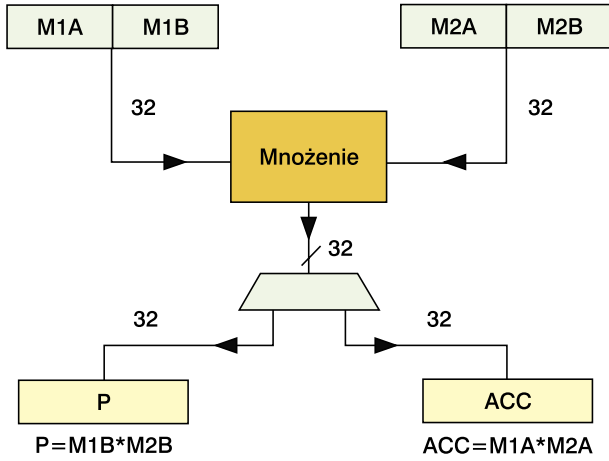 M1A M1B
M2A M2B
32
32
Mnożenie
32
32
32
P
ACC
P=M1B*M2B
ACC=M1A*M2A